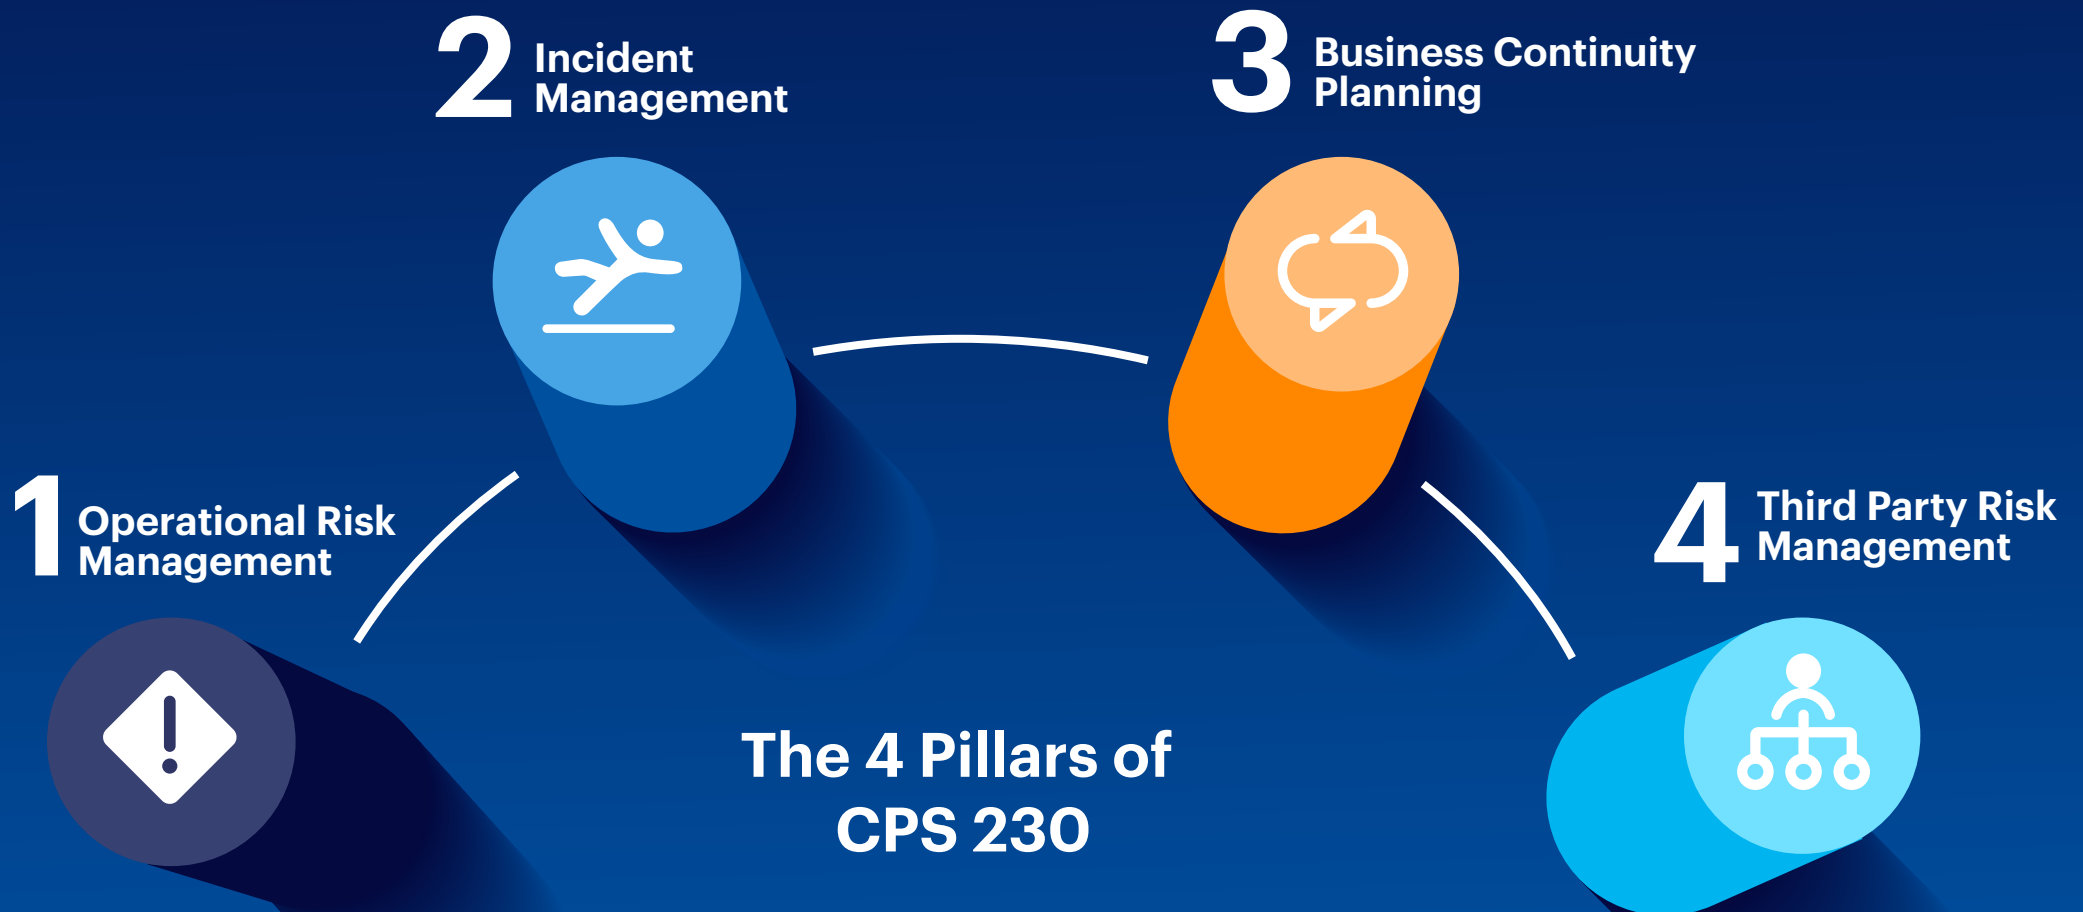 1
Operational Risk
Management
2
Incident
Management
3
Business Continuity
Planning
4
Third Party Risk
Management
The 4 Pillars of
CPS 230